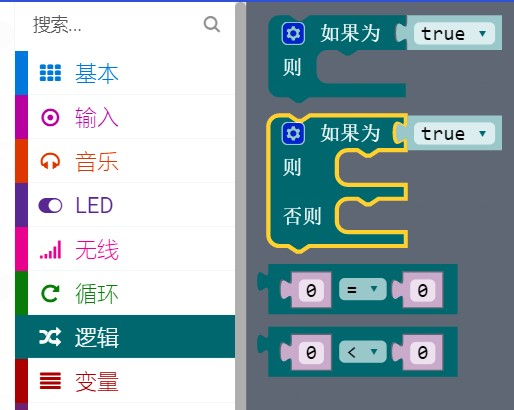 搜索...
基本
输入
音乐
LED
无线
循环
逻辑
变量
如果为 true
则
如果为 true
则
否则
0 = 0
0 < 0